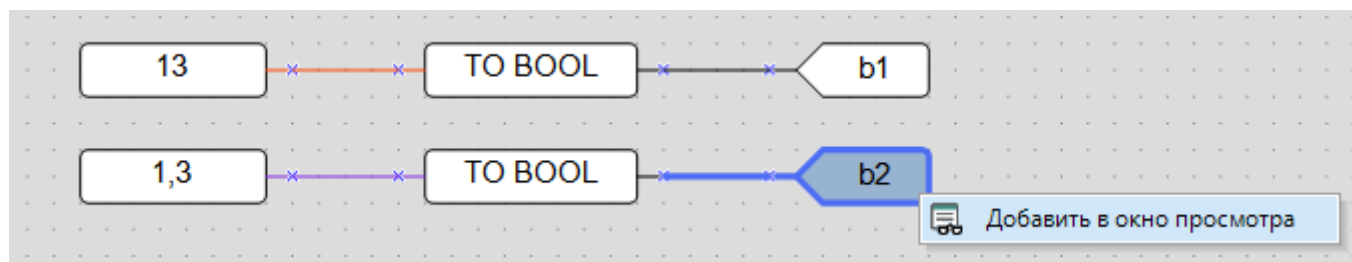 13 TO BOOL b1
1,3 TO BOOL b2
Добавить в окно просмотра